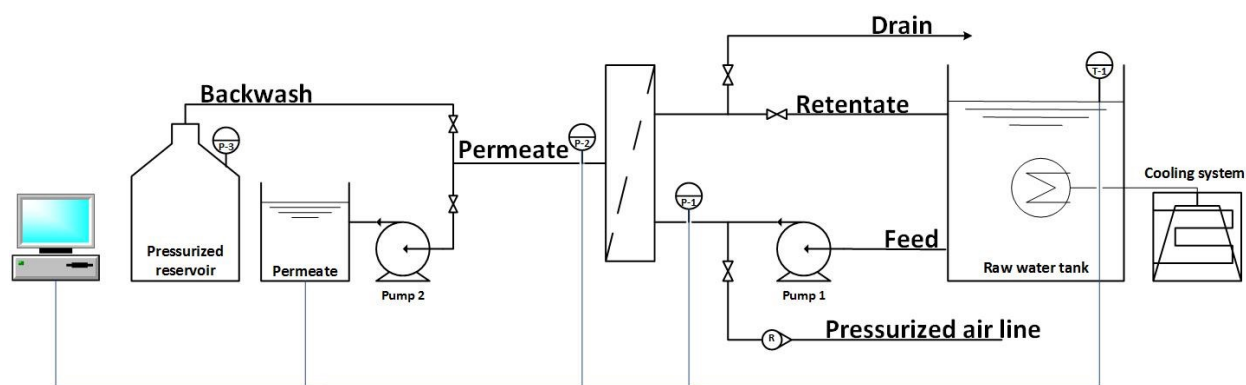 Drain
T-1
Backwash
Retentate
P-3
Permeate
P-2
Cooling system
P-1
Pressurized
reservoir
Permeate
Feed
Raw water tank
Pump 2
Pump 1
R
Pressurized air line